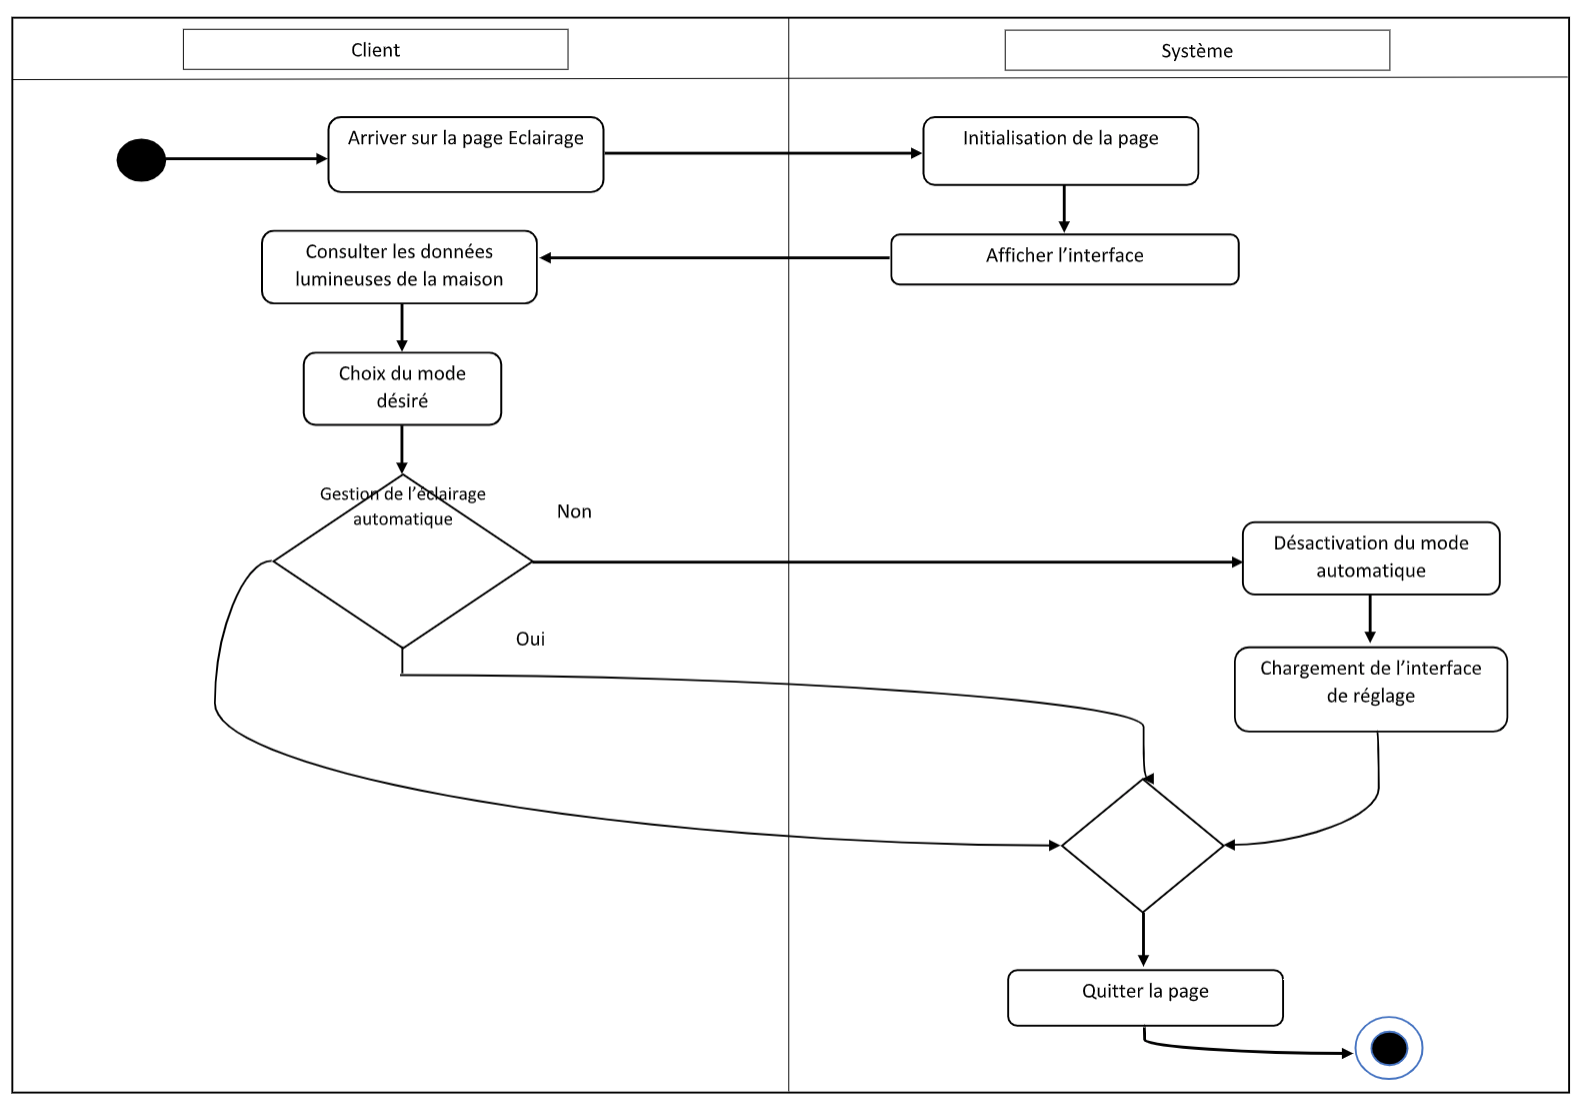 Client
Système
Arriver sur la page Eclairage
Initialisation de la page
Consulter les données
lumineuses de la maison
Afficher l’interface
Choix du mode
désiré
Gestion de l’éclairage
automatique
Non
Désactivation du mode
automatique
Oui
Chargement de l’interface
de réglage
Quitter la page